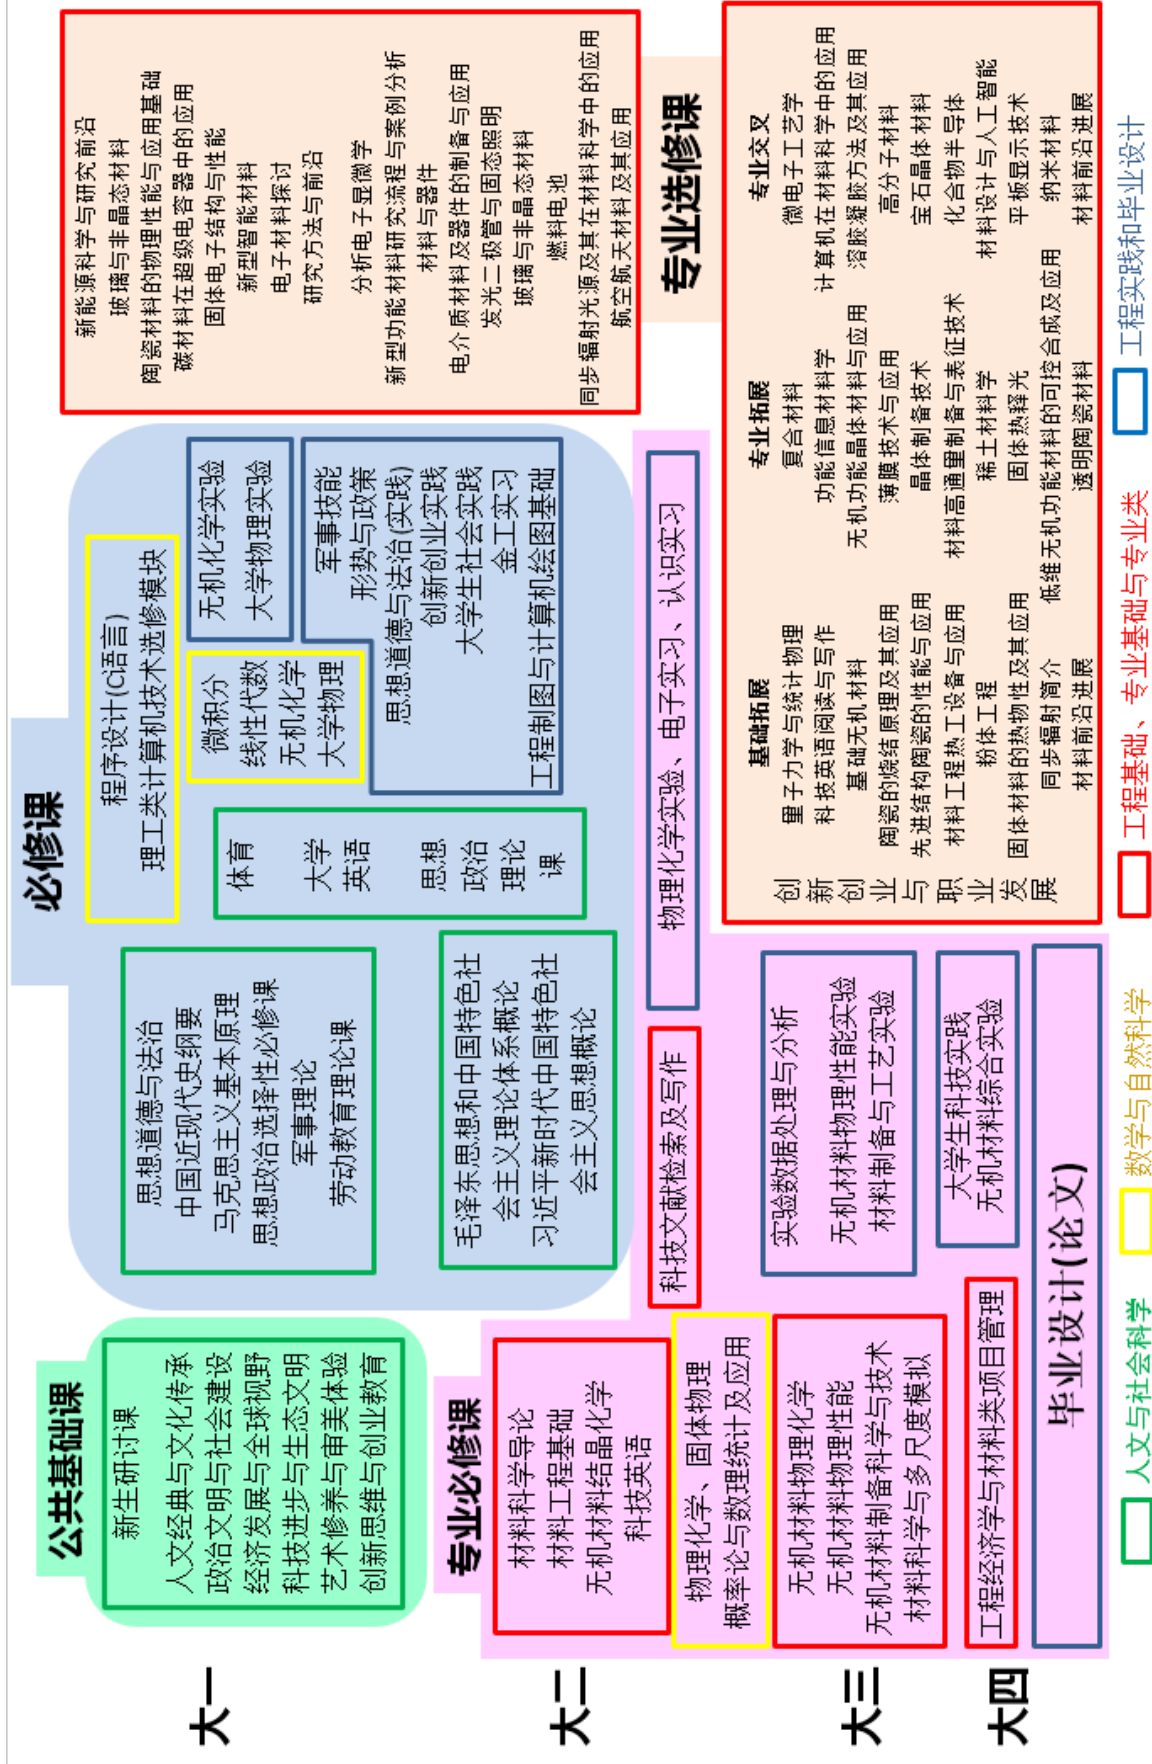 公共基础课
新生研讨课
人文经典与文化传承
政治文明与社会建设
经济发展与全球视野
科技进步与生态文明
艺术修养与审美体验
创新思维与创业教育
必修课
思想道德与法治
中国近现代史纲要
马克思主义基本原理
思想政治选择性必修课
军事理论
劳动教育理论课
毛泽东思想和中国特色社
会主义理论体系概论
习近平新时代中国特色社
会主义思想概论
程序设计(C语言)
理工类计算机技术选修模块
体育
大学
英语
思想
政治
理论
课
微积分
线性代数
无机化学
大学物理
无机化学实验
大学物理实验
军事技能
形势与政策
思想道德与法治(实践)
创新创业实践
大学生社会实践
金工实习
工程制图与计算机绘图基础
新能源科学与研究前沿
玻璃与非晶态材料
陶瓷材料的物理性能与应用基础
碳材料在超级电容器中的应用
固体电子结构与性能
新型智能材料
电子材料探讨
研究方法与前沿
分析电子显微学
新型功能材料研究流程与案例分析
材料与器件
电介质材料及器件的制备与应用
发光二极管与固态照明
玻璃与非晶态材料
燃料电池
同步辐射光源及其在材料科学中的应用
航空航天材料及其应用
专业选修课
专业必修课
材料科学导论
材料工程基础
无机材料结晶化学
科技英语
物理化学、固体物理
概率论与数理统计及应用
科技文献检索及写作
物理化学实验、电子实习、认识实习
无机材料物理化学
无机材料物理性能
无机材料制备科学与技术
材料科学与多尺度模拟
实验数据处理与分析
无机材料物理性能实验
材料制备与工艺实验
工程经济学与材料类项目管理
大学生科技实践
无机材料综合实验
毕业设计(论文)
创
新
创
业
与
职
业
发
展
基础拓展
量子力学与统计物理
科技英语阅读与写作
基础无机材料
陶瓷的烧结原理及其应用
先进结构陶瓷的性能与应用
材料工程热工设备与应用
粉体工程
固体材料的热物性及其应用
同步辐射简介
材料前沿进展
专业拓展
复合材料
功能信息材料学
无机功能晶体材料与应用
薄膜技术与应用
晶体制备技术
材料高通量制备与表征技术
稀土材料学
固体热释光
低维无机功能材料的可控合成及应用
透明陶瓷材料
专业交叉
微电子工艺学
计算机在材料科学中的应用
溶胶凝胶方法及其应用
高分子材料
宝石晶体材料
化合物半导体
材料设计与人工智能
平板显示技术
纳米材料
材料前沿进展
大一
大二
大三
大四
人文与社会科学
数学与自然科学
工程基础、专业基础与专业类
工程实践和毕业设计